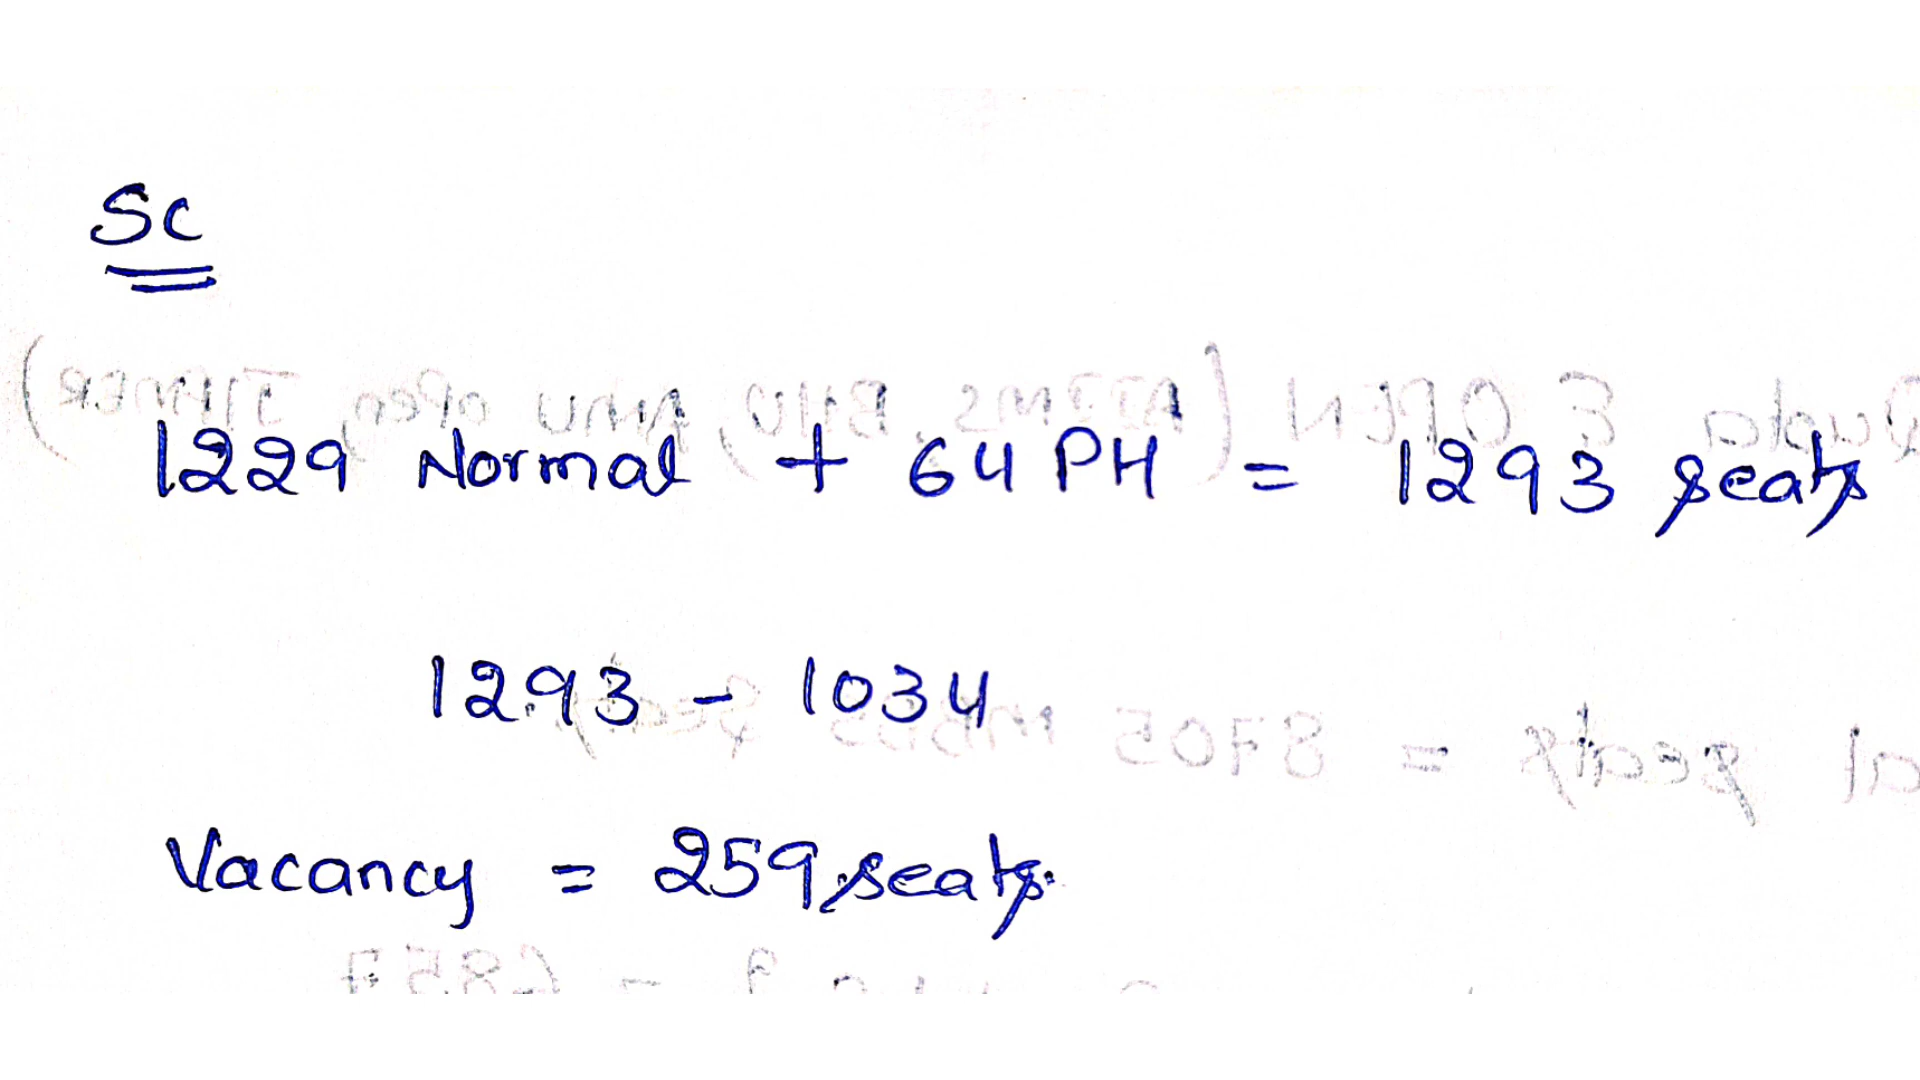 SC
1229 Normal + 64 PH = 1293 seats
1293 - 1034
Vacancy = 259 seats.